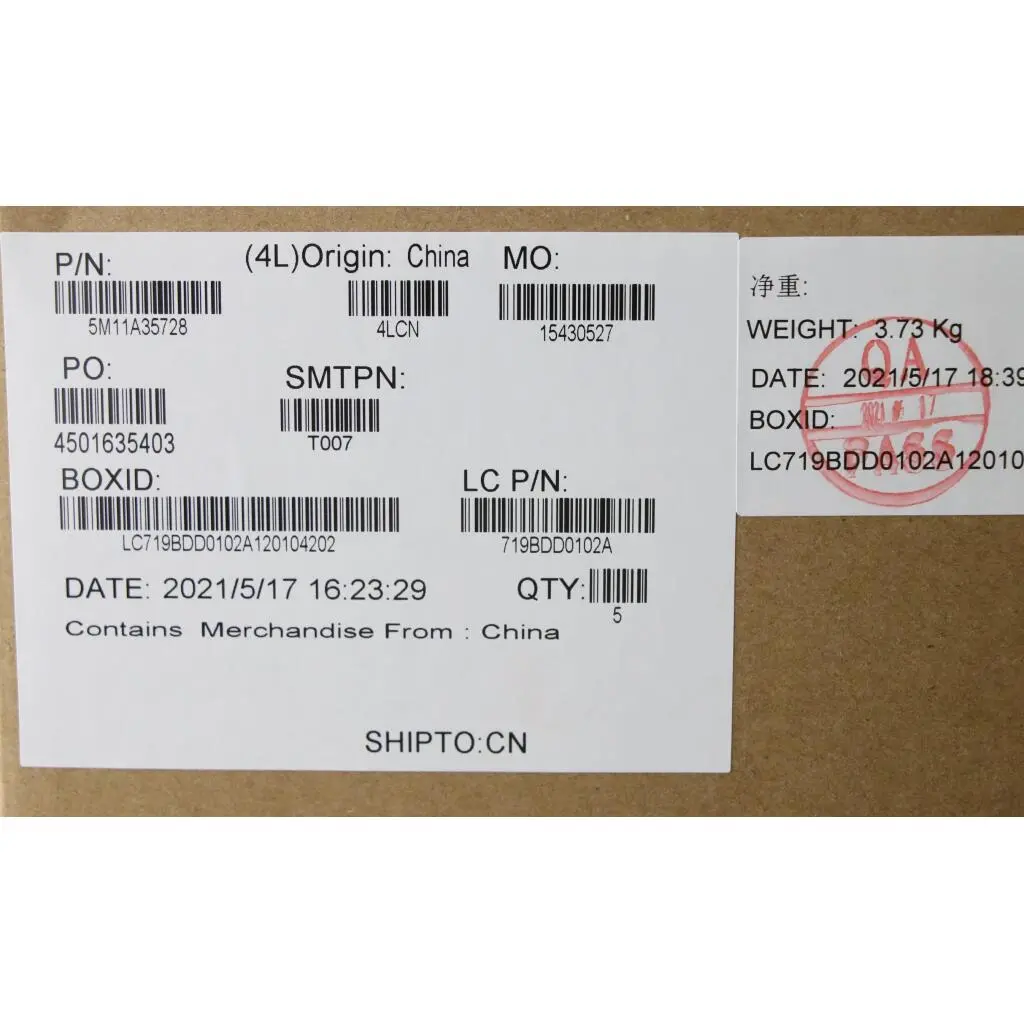 P/N:
(4L)Origin: China
MO:
5M11A35728
4LCN
15430527
PO:
SMTPN:
4501635403
T007
BOXID:
LC P/N:
LC719BDD0102A120104202
719BDD0102A
DATE: 2021/5/17 16:23:29
QTY:
5
Contains Merchandise From : China
SHIPTO:CN
净重:
WEIGHT: 3.73 Kg
DATE: 2021/5/17 18:39
BOXID:
LC719BDD0102A12010
QA
17
PASS